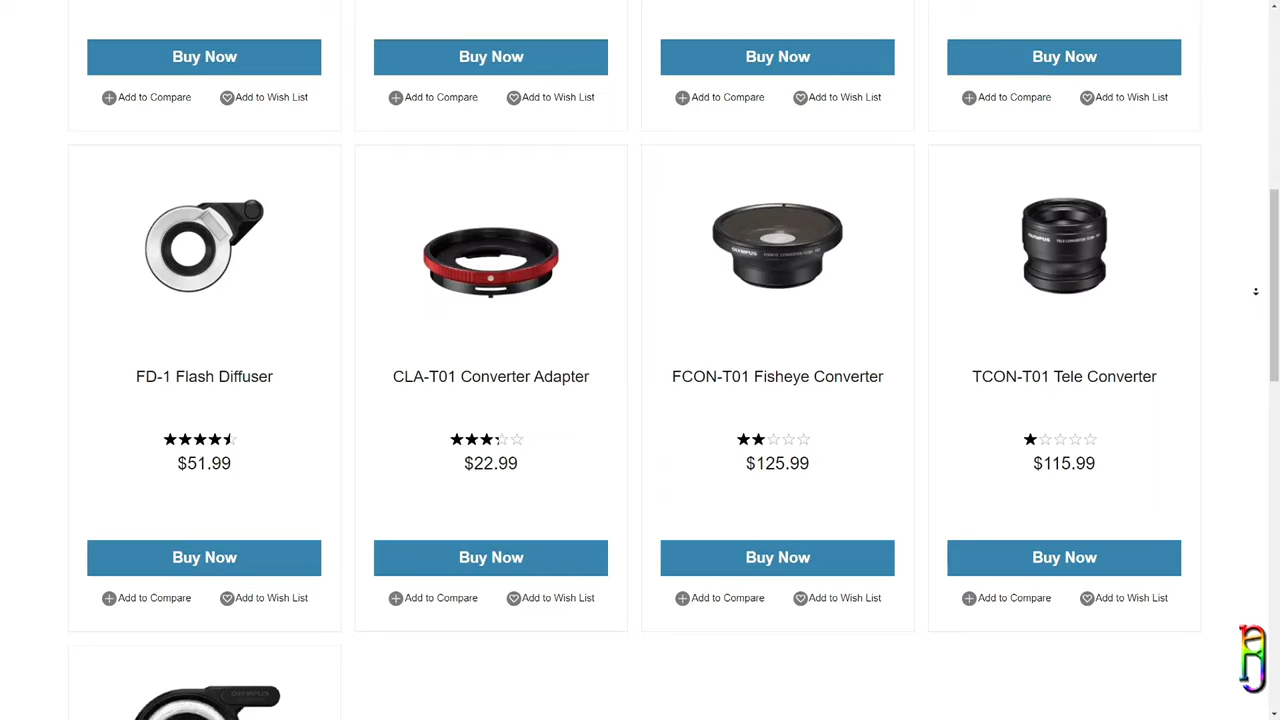 Buy Now Buy Now Buy Now Buy Now
Add to Compare Add to Wish List Add to Compare Add to Wish List Add to Compare Add to Wish List Add to Compare Add to Wish List
OLYMPUS
OLYMPUS
FD-1 Flash Diffuser CLA-T01 Converter Adapter FCON-T01 Fisheye Converter TCON-T01 Tele Converter
$51.99 $22.99 $125.99 $115.99
Buy Now Buy Now Buy Now Buy Now
Add to Compare Add to Wish List Add to Compare Add to Wish List Add to Compare Add to Wish List Add to Compare Add to Wish List
OLYMPUS